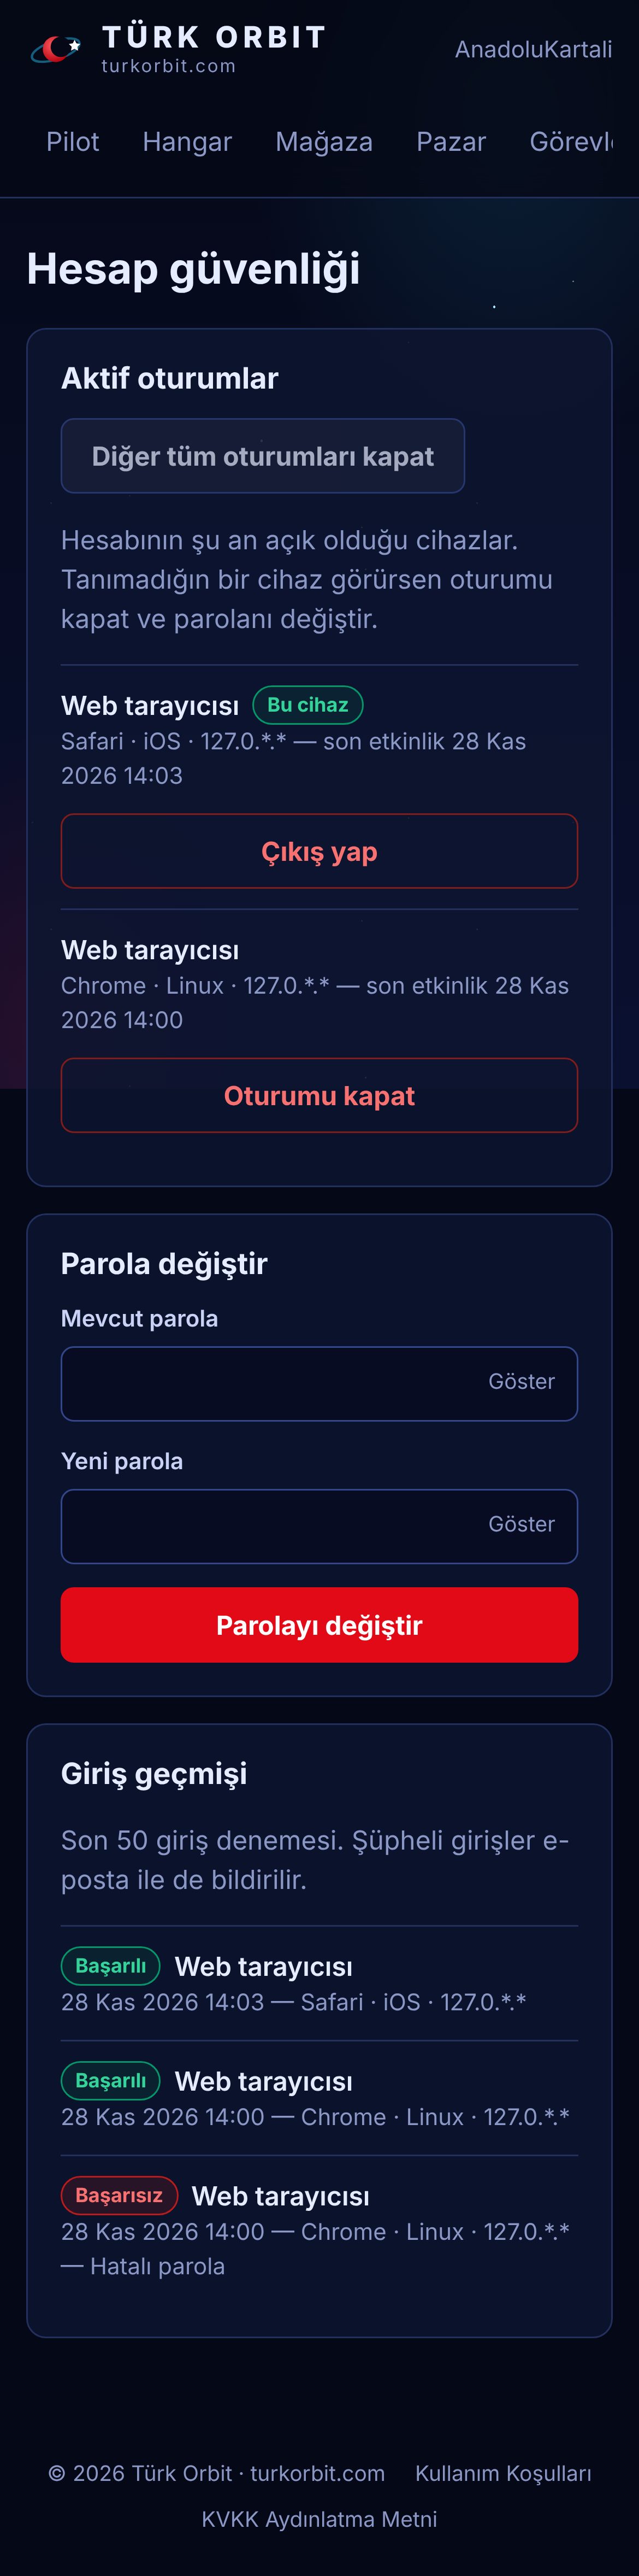 TÜRK ORBIT
turkorbit.com
AnadoluKartali
Pilot Hangar Mağaza Pazar
Hesap güvenliği
Aktif oturumlar
Diğer tüm oturumları kapat
Hesabının şu an açık olduğu cihazlar.
Tanımadığın bir cihaz görürsen oturumu
kapat ve parolanı değiştir.
Web tarayıcısı Bu cihaz
Safari · iOS · 127.0.*.* — son etkinlik 28 Kas
2026 14:03
Çıkış yap
Web tarayıcısı
Chrome · Linux · 127.0.*.* — son etkinlik 28 Kas
2026 14:00
Oturumu kapat
Parola değiştir
Mevcut parola
Göster
Yeni parola
Göster
Parolayı değiştir
Giriş geçmişi
Son 50 giriş denemesi. Şüpheli girişler e-
posta ile de bildirilir.
Başarılı Web tarayıcısı
28 Kas 2026 14:03 — Safari · iOS · 127.0.*.*
Başarılı Web tarayıcısı
28 Kas 2026 14:00 — Chrome · Linux · 127.0.*.*
Başarısız Web tarayıcısı
28 Kas 2026 14:00 — Chrome · Linux · 127.0.*.*
— Hatalı parola
© 2026 Türk Orbit · turkorbit.com Kullanım Koşulları
KVKK Aydınlatma Metni